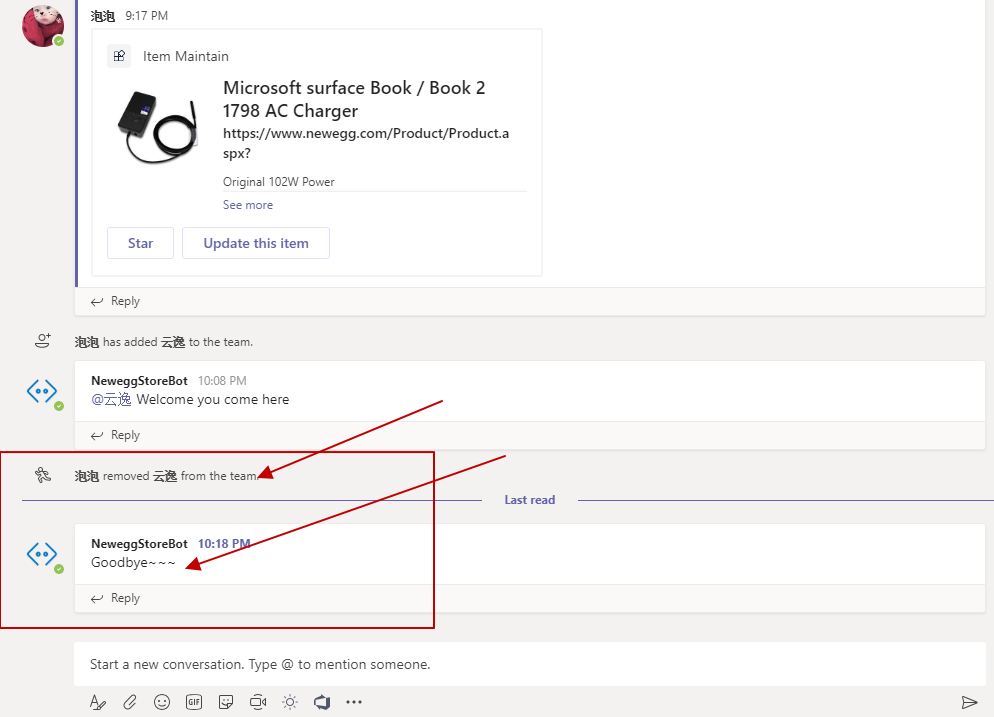 泡泡 9:17 PM
Item Maintain
Microsoft surface Book / Book 2
1798 AC Charger
https://www.newegg.com/Product/Product.a
spx?
Original 102W Power
See more
Star Update this item
Reply
泡泡 has added 云逸 to the team.
NeweggStoreBot 10:08 PM
@云逸 Welcome you come here
Reply
泡泡 removed 云逸 from the team.
Last read
NeweggStoreBot 10:18 PM
Goodbye~~~
Reply
Start a new conversation. Type @ to mention someone.
GIF